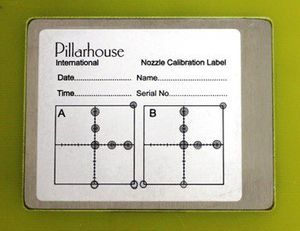 Pillarhouse
International Nozzle Calibration Label
Date.................. Name......................
Time.................. Serial No..................
A B